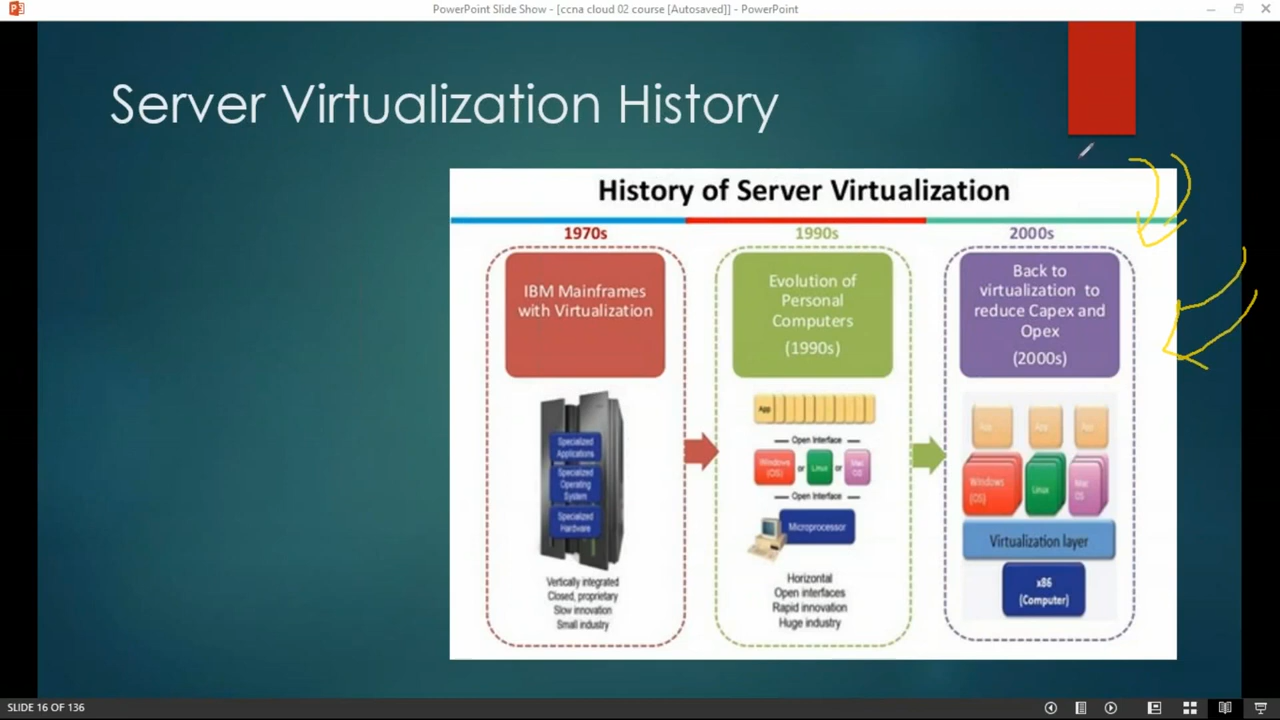 PowerPoint Slide Show - [ccna cloud 02 course [Autosaved]] - PowerPoint
Server Virtualization History
History of Server Virtualization
1970s
IBM Mainframes
with Virtualization
Specialized
Applications
Specialized
Operating
System
Specialized
Hardware
Vertically integrated
Closed, proprietary
Slow innovation
Small industry
1990s
Evolution of
Personal
Computers
(1990s)
App
Open Interface
Windows
(OS)
or
Linux
or
Mac
OS
Open Interface
Microprocessor
Horizontal
Open interfaces
Rapid innovation
Huge industry
2000s
Back to
virtualization to
reduce Capex and
Opex
(2000s)
App
App
App
Windows
(OS)
Linux
Mac
OS
Virtualization layer
x86
(Computer)
SLIDE 16 OF 136